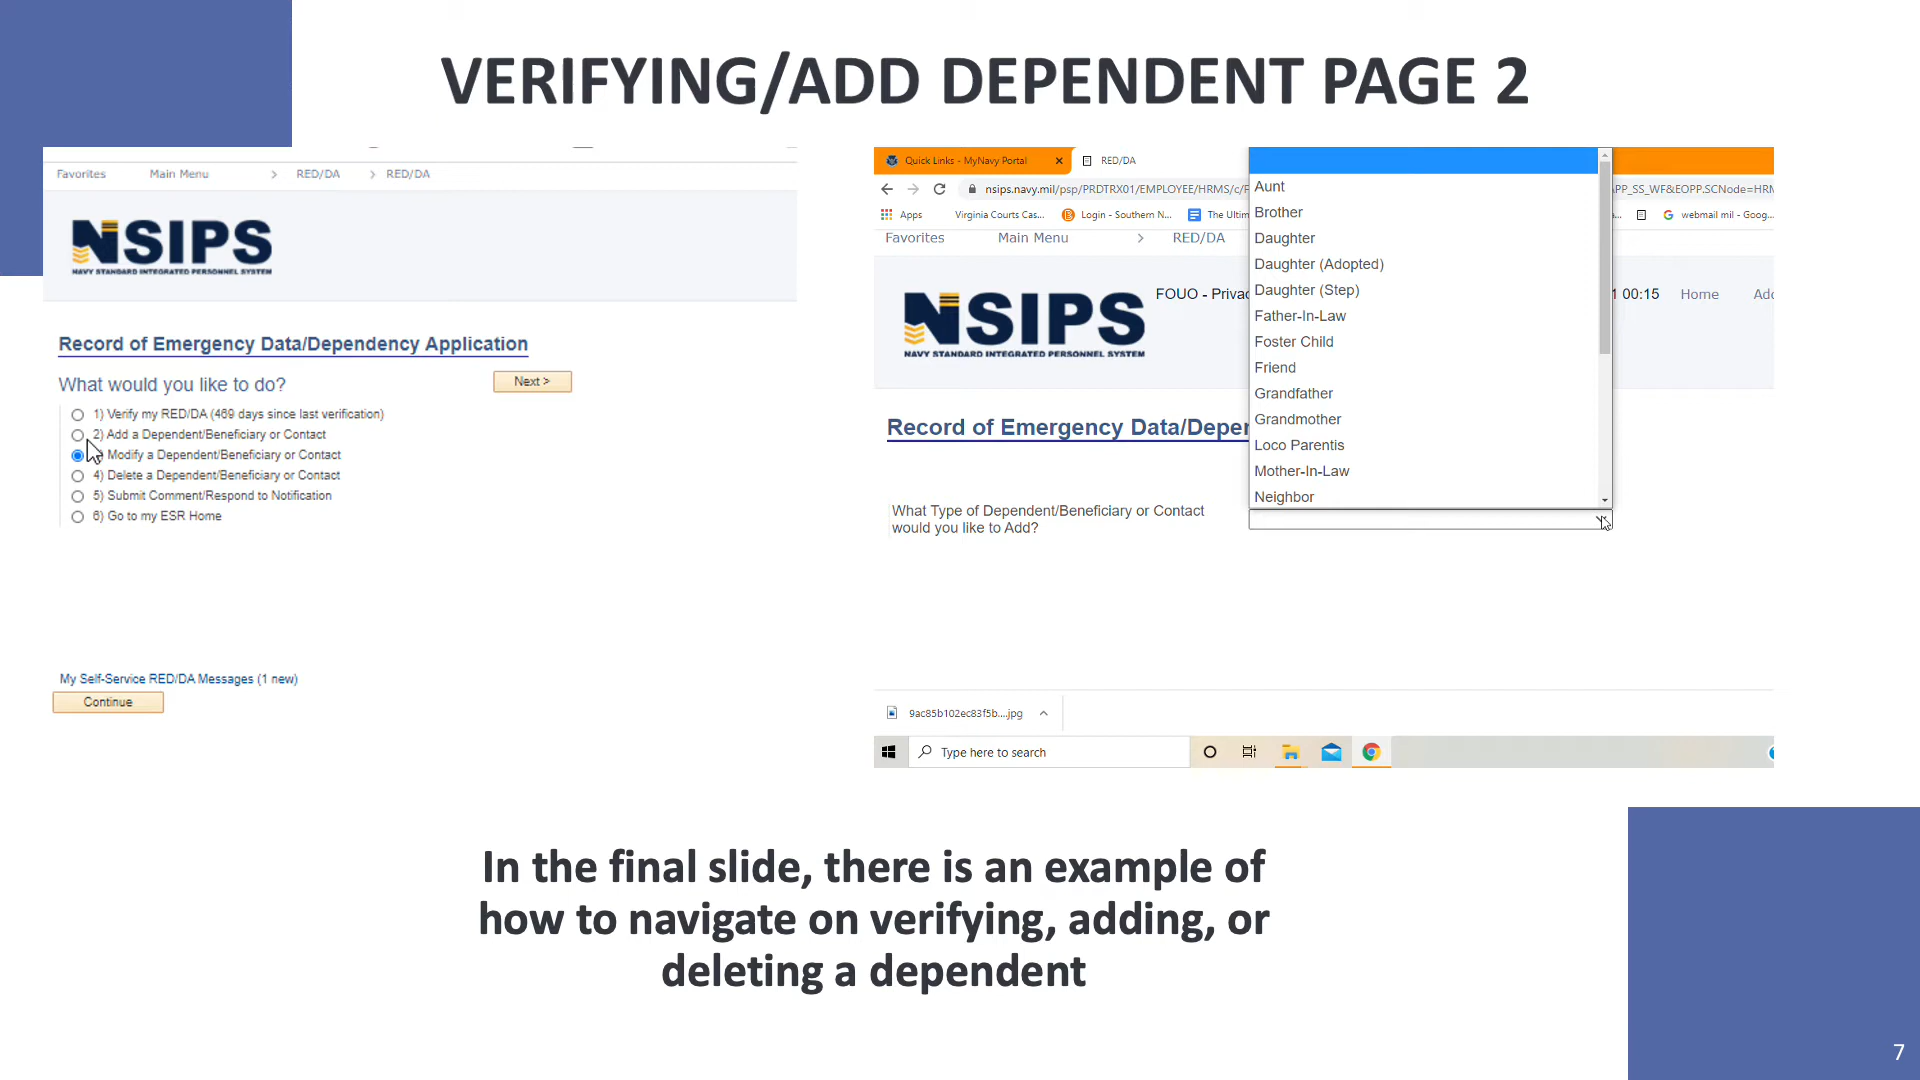 VERIFYING/ADD DEPENDENT PAGE 2
Favorites Main Menu > RED/DA > RED/DA
NSIPS
NAVY STANDARD INTEGRATED PERSONNEL SYSTEM
Record of Emergency Data/Dependency Application
What would you like to do?
Next >
1) Verify my RED/DA (469 days since last verification)
2) Add a Dependent/Beneficiary or Contact
Modify a Dependent/Beneficiary or Contact
4) Delete a Dependent/Beneficiary or Contact
5) Submit Comment/Respond to Notification
6) Go to my ESR Home
My Self-Service RED/DA Messages (1 new)
Continue
Quick Links - MyNavy Portal RED/DA
nsips.navy.mil/psp/PRDTRX01/EMPLOYEE/HRMS/c/ PP_SS_WF&EOPP.SCNode=HRM
Apps Virginia Courts Cas... Login - Southern N... The Ultim webmail mil - Goog...
Favorites Main Menu > RED/DA
FOUO - Privac 1 00:15 Home Add
NSIPS
NAVY STANDARD INTEGRATED PERSONNEL SYSTEM
Record of Emergency Data/Deper
Aunt
Brother
Daughter
Daughter (Adopted)
Daughter (Step)
Father-In-Law
Foster Child
Friend
Grandfather
Grandmother
Loco Parentis
Mother-In-Law
Neighbor
What Type of Dependent/Beneficiary or Contact
would you like to Add?
9ac85b102ec83f5b....jpg
Type here to search
In the final slide, there is an example of
how to navigate on verifying, adding, or
deleting a dependent
7